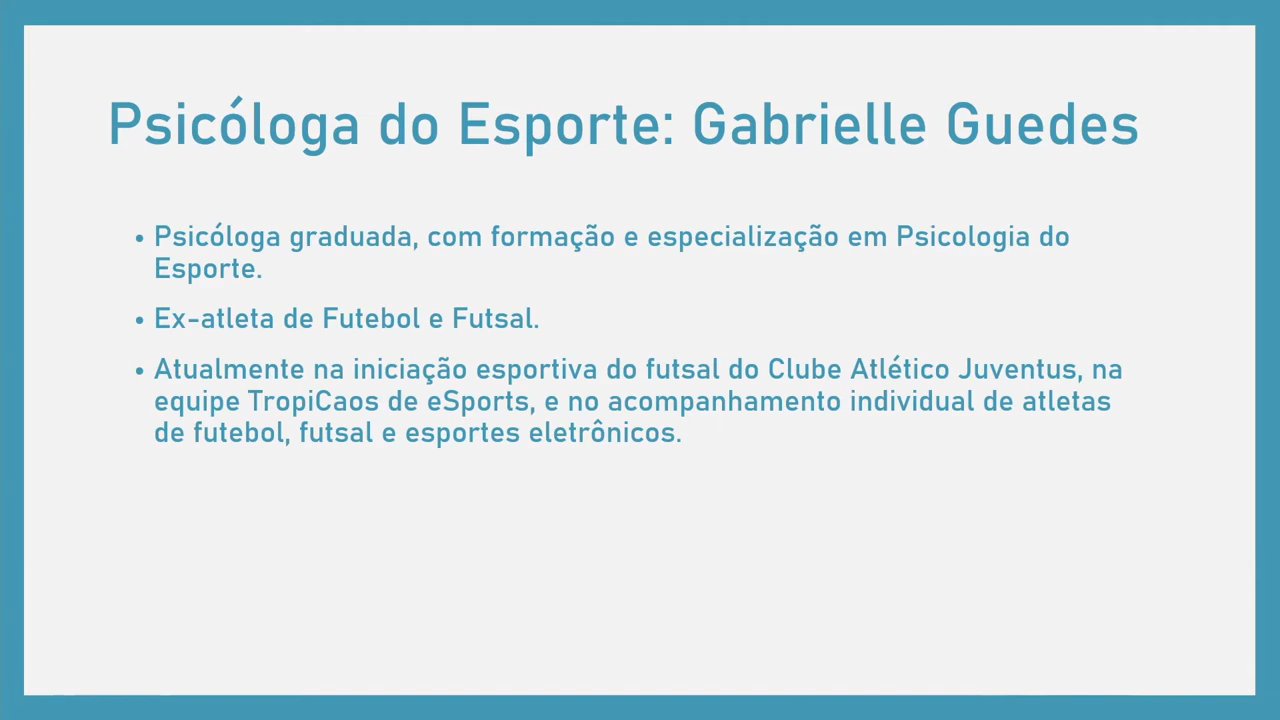 Psicóloga do Esporte: Gabrielle Guedes
• Psicóloga graduada, com formação e especialização em Psicologia do
Esporte.
• Ex-atleta de Futebol e Futsal.
• Atualmente na iniciação esportiva do futsal do Clube Atlético Juventus, na
equipe TropiCaos de eSports, e no acompanhamento individual de atletas
de futebol, futsal e esportes eletrônicos.